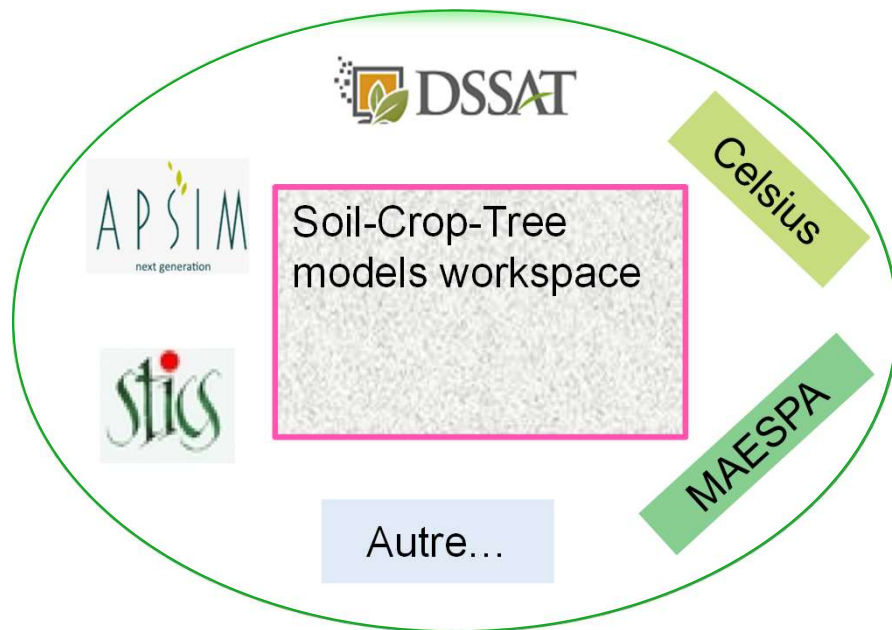 DSSAT
Celsius
APSIM
next generation
Soil-Crop-Tree
models workspace
STICS
MAESPA
Autre...